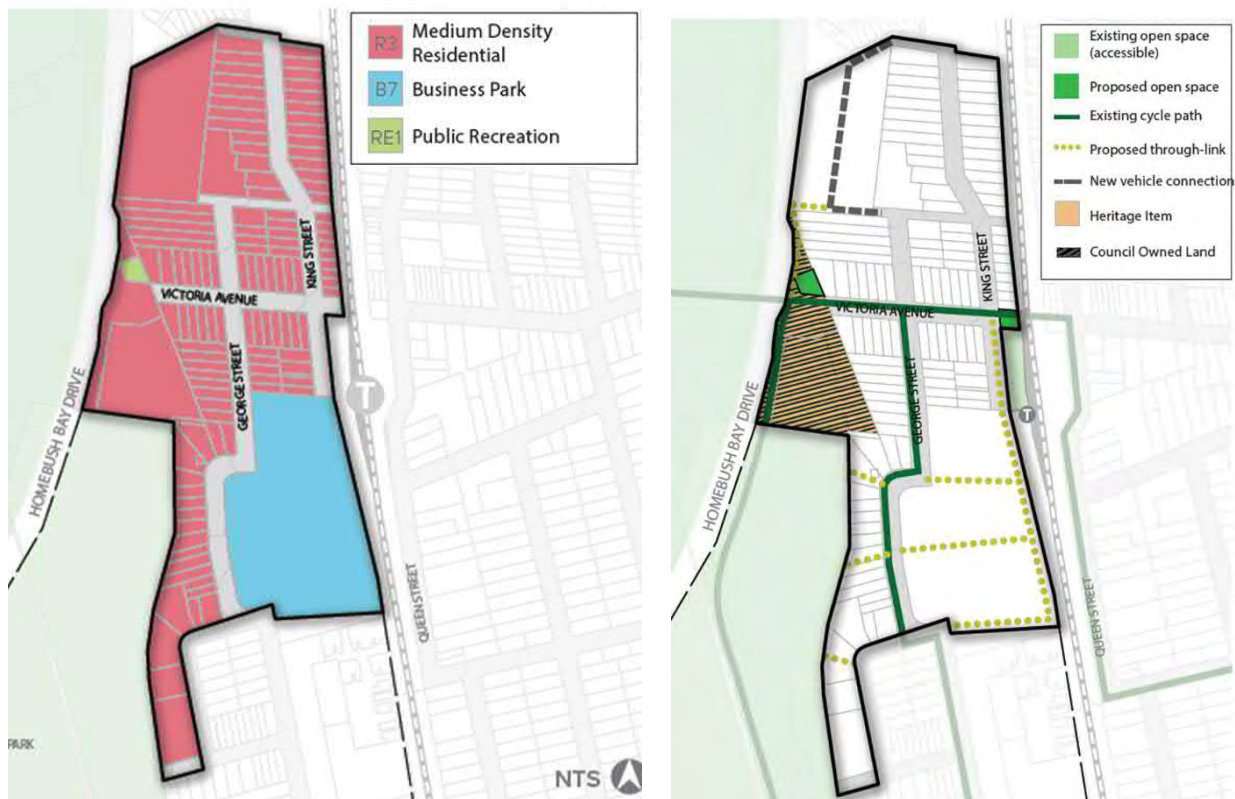 R3 Medium Density
Residential
B7 Business Park
RE1 Public Recreation
KING STREET
VICTORIA AVENUE
GEORGE STREET
HOMEBUSH BAY DRIVE
T
QUEEN STREET
PARK
NTS
Existing open space
(accessible)
Proposed open space
Existing cycle path
Proposed through-link
New vehicle connection
Heritage Item
Council Owned Land
KING STREET
VICTORIA AVENUE
GEORGE STREET
HOMEBUSH BAY DRIVE
T
QUEEN STREET